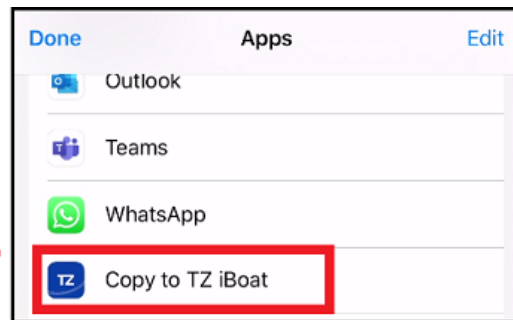 Done Apps Edit
Outlook
Teams
WhatsApp
TZ Copy to TZ iBoat